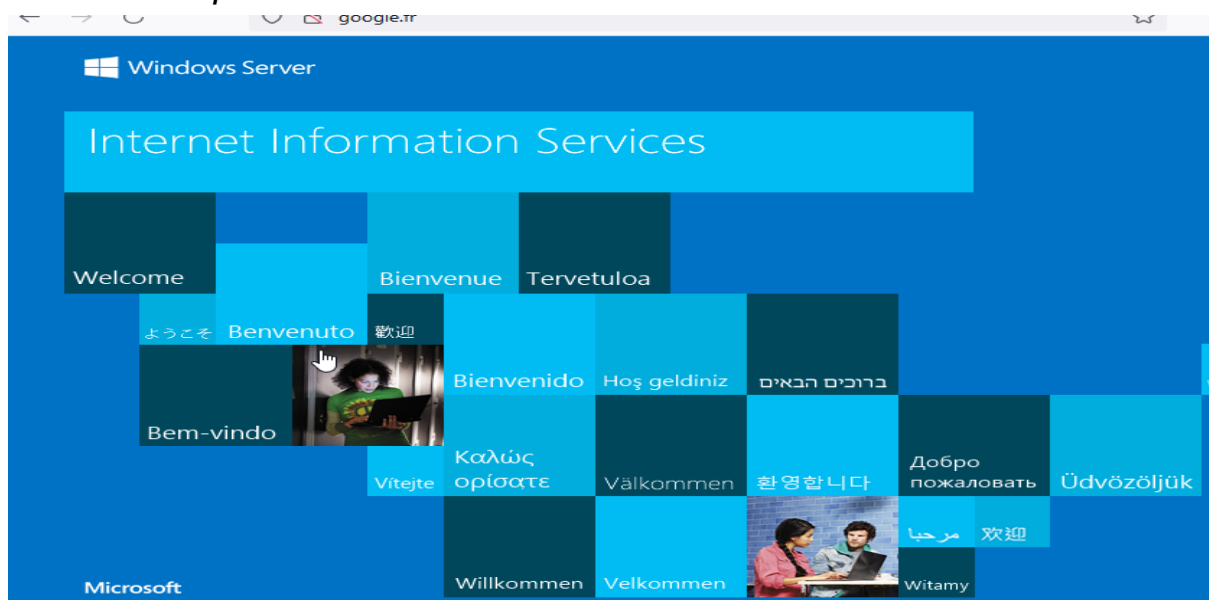 google.fr
Windows Server
Internet Information Services
Welcome
Bienvenue
Tervetuloa
ようこそ
Benvenuto
歡迎
Bienvenido
Hoş geldiniz
ברוכים הבאים
Bem-vindo
Vítejte
Καλώς
ορίσατε
Välkommen
환영합니다
Добро
пожаловать
Üdvözöljük
Microsoft
Willkommen
Velkommen
مرحبا
欢迎
Witamy